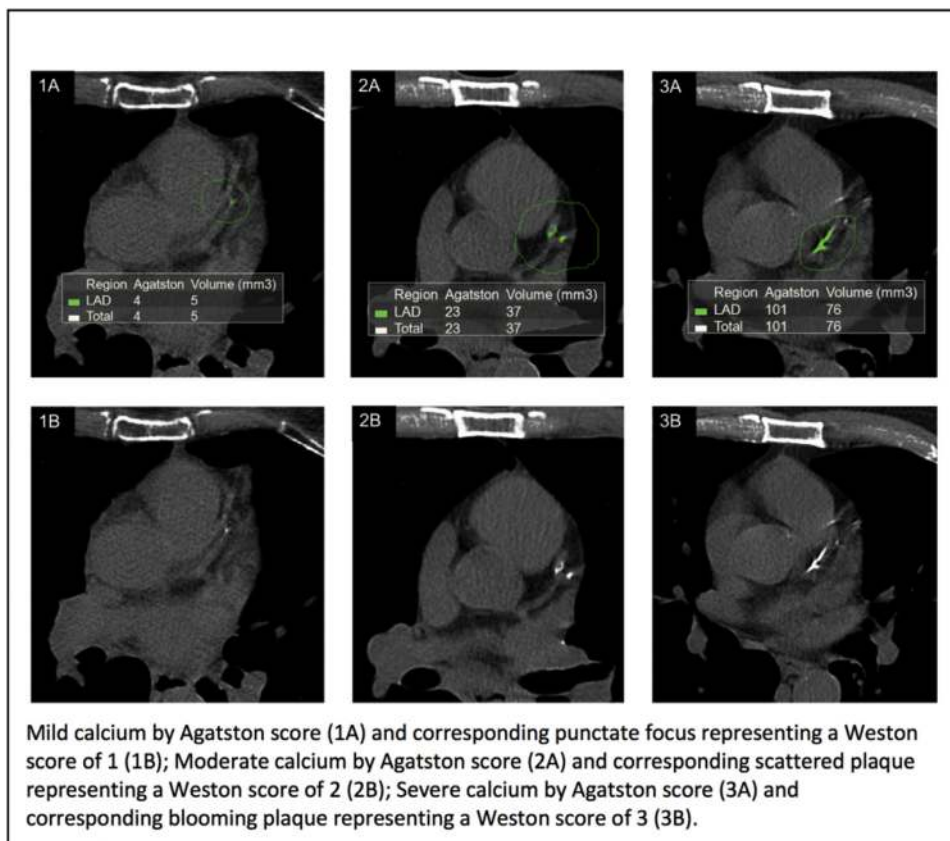 1A
2A
3A
Region Agatston Volume (mm3)
LAD 4 5
Total 4 5
Region Agatston Volume (mm3)
LAD 23 37
Total 23 37
Region Agatston Volume (mm3)
LAD 101 76
Total 101 76
1B
2B
3B
Mild calcium by Agatston score (1A) and corresponding punctate focus representing a Weston
score of 1 (1B); Moderate calcium by Agatston score (2A) and corresponding scattered plaque
representing a Weston score of 2 (2B); Severe calcium by Agatston score (3A) and
corresponding blooming plaque representing a Weston score of 3 (3B).